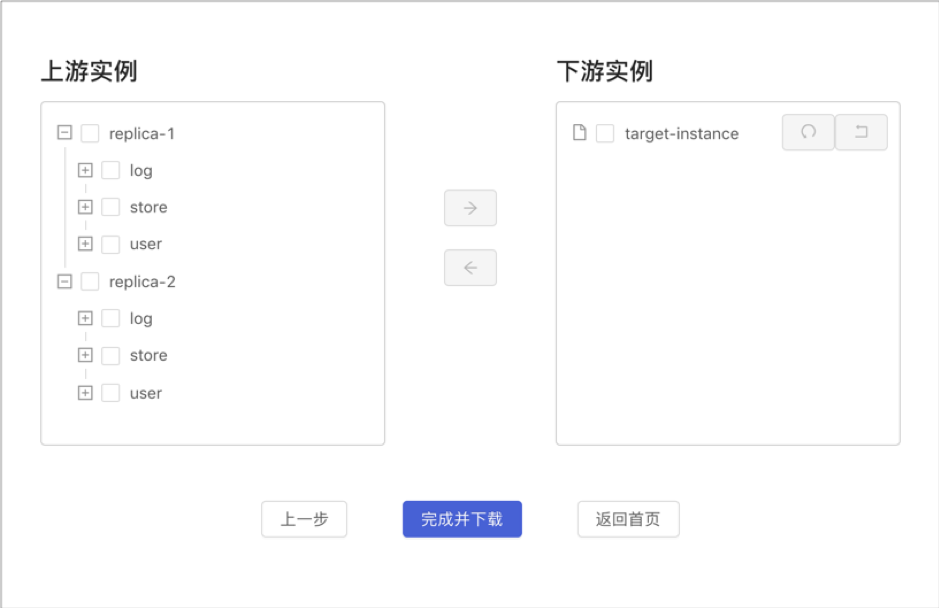 上游实例
下游实例
replica-1
log
store
user
replica-2
log
store
user
target-instance
上一步
完成并下载
返回首页